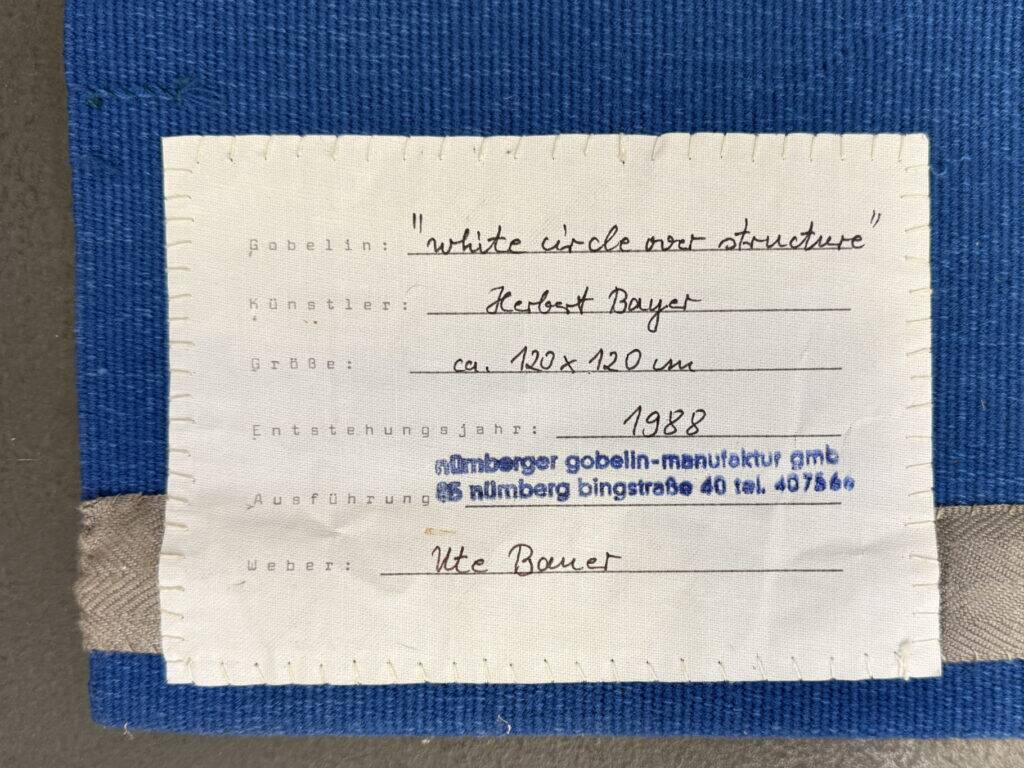 Gobelin: "white circle over structure"
Künstler: Herbert Bayer
Größe: ca. 120 x 120 cm
Entstehungsjahr: 1988
nürnberger gobelin-manufaktur gmb
85 nürnberg bingstraße 40 tel.
Ausführung
Weber: Ute Bauer